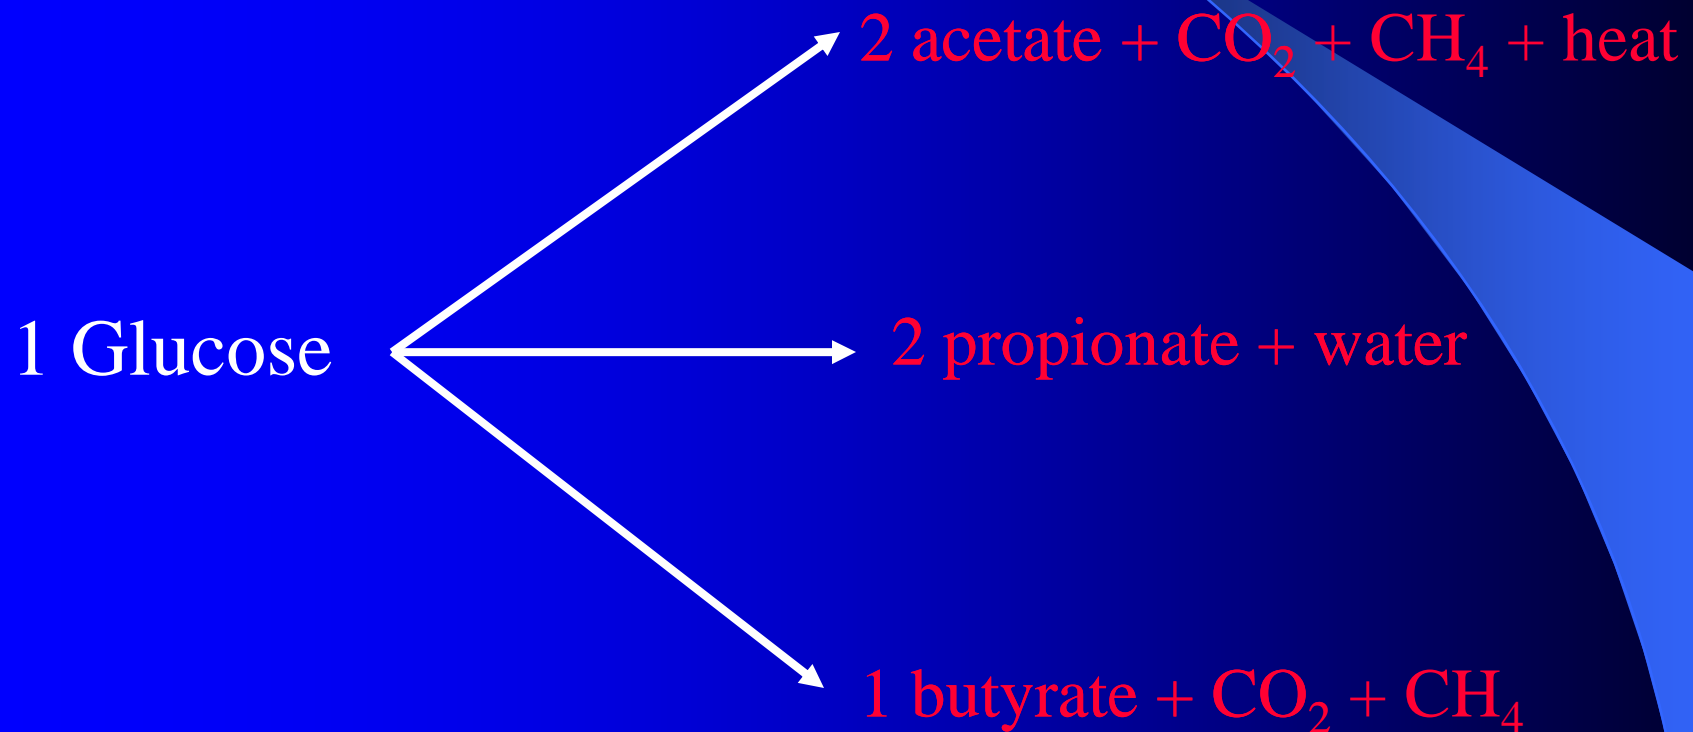 2 acetate + CO₂ + CH₄ + heat
1 Glucose
2 propionate + water
1 butyrate + CO₂ + CH₄